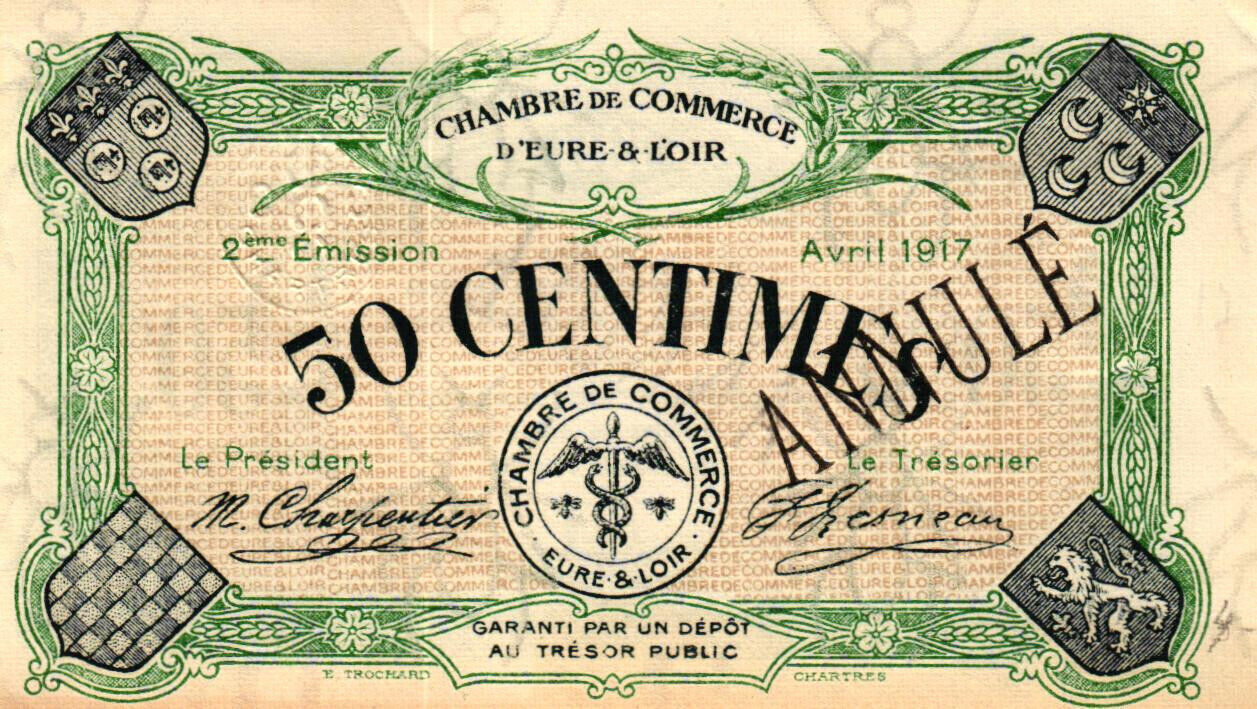 CHAMBRE DE COMMERCE
D'EURE-&-LOIR
2ème Émission
Avril 1917
50 CENTIMES
ANNULÉ
CHAMBRE DE COMMERCE
· EURE·&·LOIR ·
Le Président
Le Trésorier
M. Charpentier
GARANTI PAR UN DÉPÔT
AU TRÉSOR PUBLIC
E. TROCHARD
CHARTRES